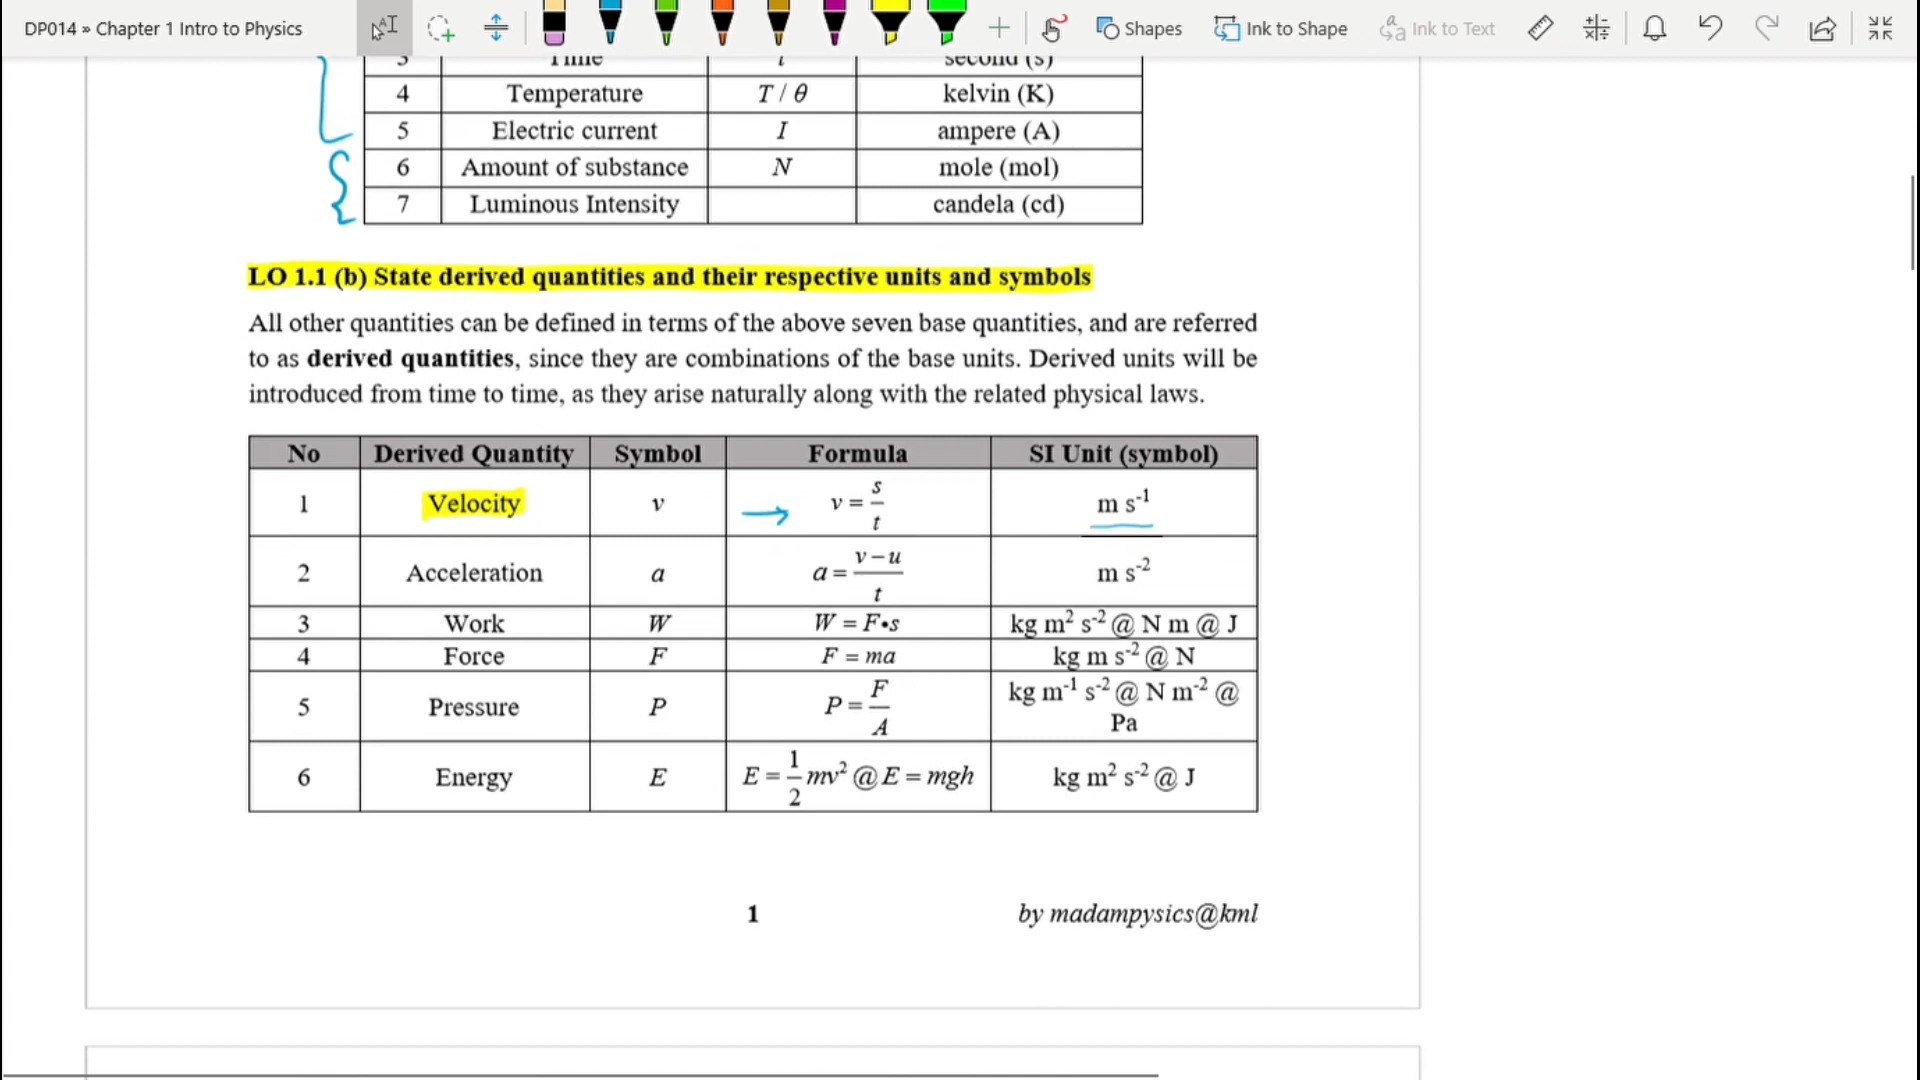 DP014 » Chapter 1 Intro to Physics
Shapes
Ink to Shape
Ink to Text
3 Time t second (s)
4 Temperature T / θ kelvin (K)
5 Electric current I ampere (A)
6 Amount of substance N mole (mol)
7 Luminous Intensity candela (cd)
LO 1.1 (b) State derived quantities and their respective units and symbols
All other quantities can be defined in terms of the above seven base quantities, and are referred
to as derived quantities, since they are combinations of the base units. Derived units will be
introduced from time to time, as they arise naturally along with the related physical laws.
No Derived Quantity Symbol Formula SI Unit (symbol)
1 Velocity v → v = s/t m s⁻¹
2 Acceleration a a = v − u/t m s⁻²
3 Work W W = F•s kg m² s⁻² @ N m @ J
4 Force F F = ma kg m s⁻² @ N
5 Pressure P P = F/A kg m⁻¹ s⁻² @ N m⁻² @
Pa
6 Energy E E = 1/2 mv² @ E = mgh kg m² s⁻² @ J
1 by madampysics@kml